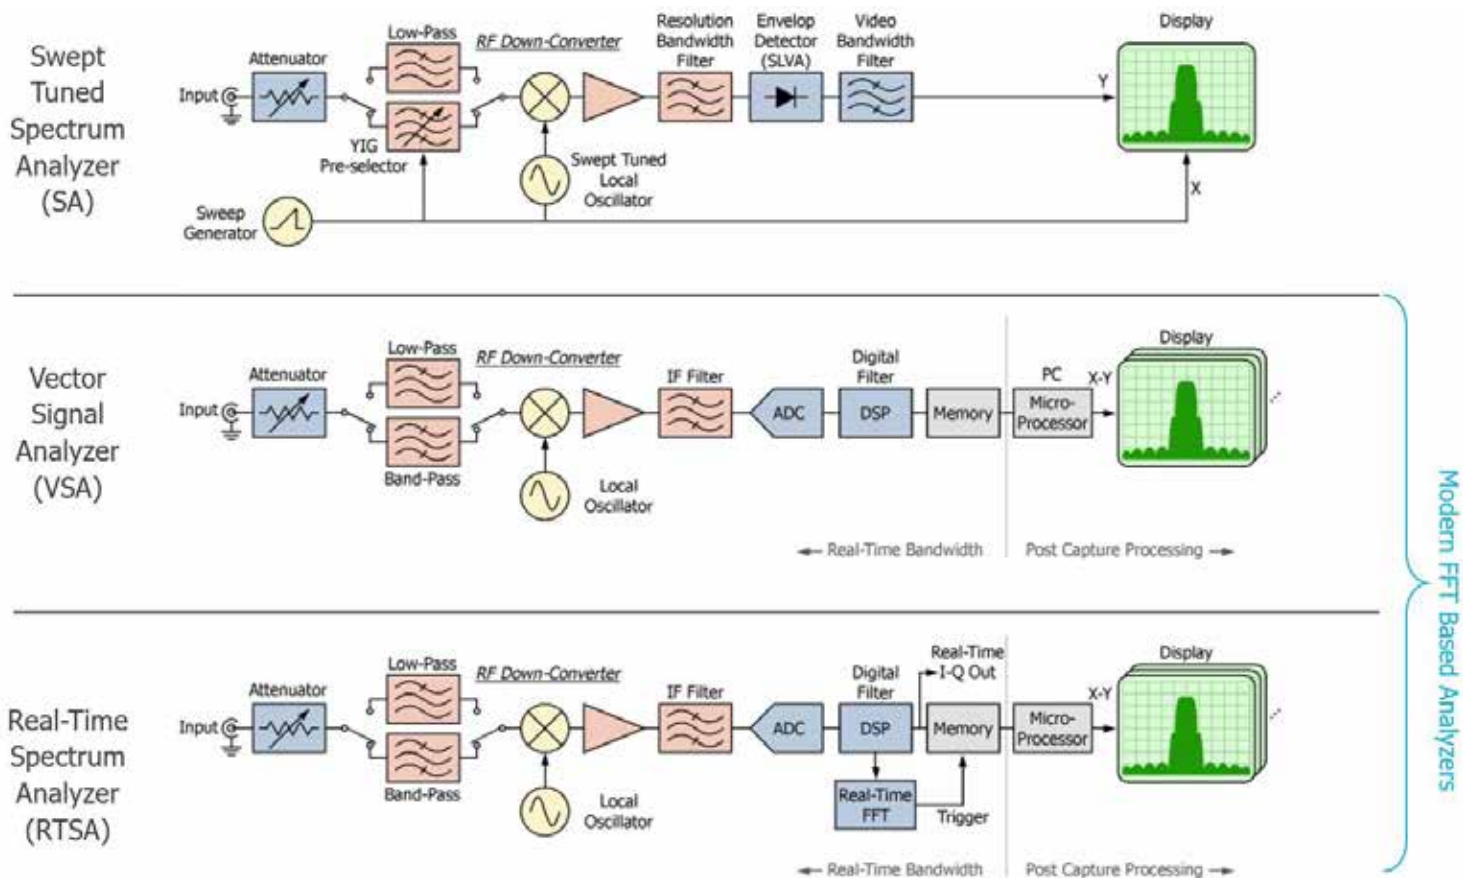 Swept
Tuned
Spectrum
Analyzer
(SA)
Input
Attenuator
Low-Pass
YIG
Pre-selector
RF Down-Converter
Swept Tuned
Local
Oscillator
Resolution
Bandwidth
Filter
Envelop
Detector
(SLVA)
Video
Bandwidth
Filter
Y
Display
X
Sweep
Generator
Vector
Signal
Analyzer
(VSA)
Input
Attenuator
Low-Pass
Band-Pass
RF Down-Converter
Local
Oscillator
IF Filter
ADC
Digital
Filter
DSP
Memory
PC
Micro-
Processor
X-Y
Display
Real-Time Bandwidth
Post Capture Processing
Real-Time
Spectrum
Analyzer
(RTSA)
Input
Attenuator
Low-Pass
Band-Pass
RF Down-Converter
Local
Oscillator
IF Filter
ADC
Digital
Filter
DSP
Real-Time
I-Q Out
Memory
Real-Time
FFT
Trigger
Micro-
Processor
X-Y
Display
Real-Time Bandwidth
Post Capture Processing
Modern FFT Based Analyzers